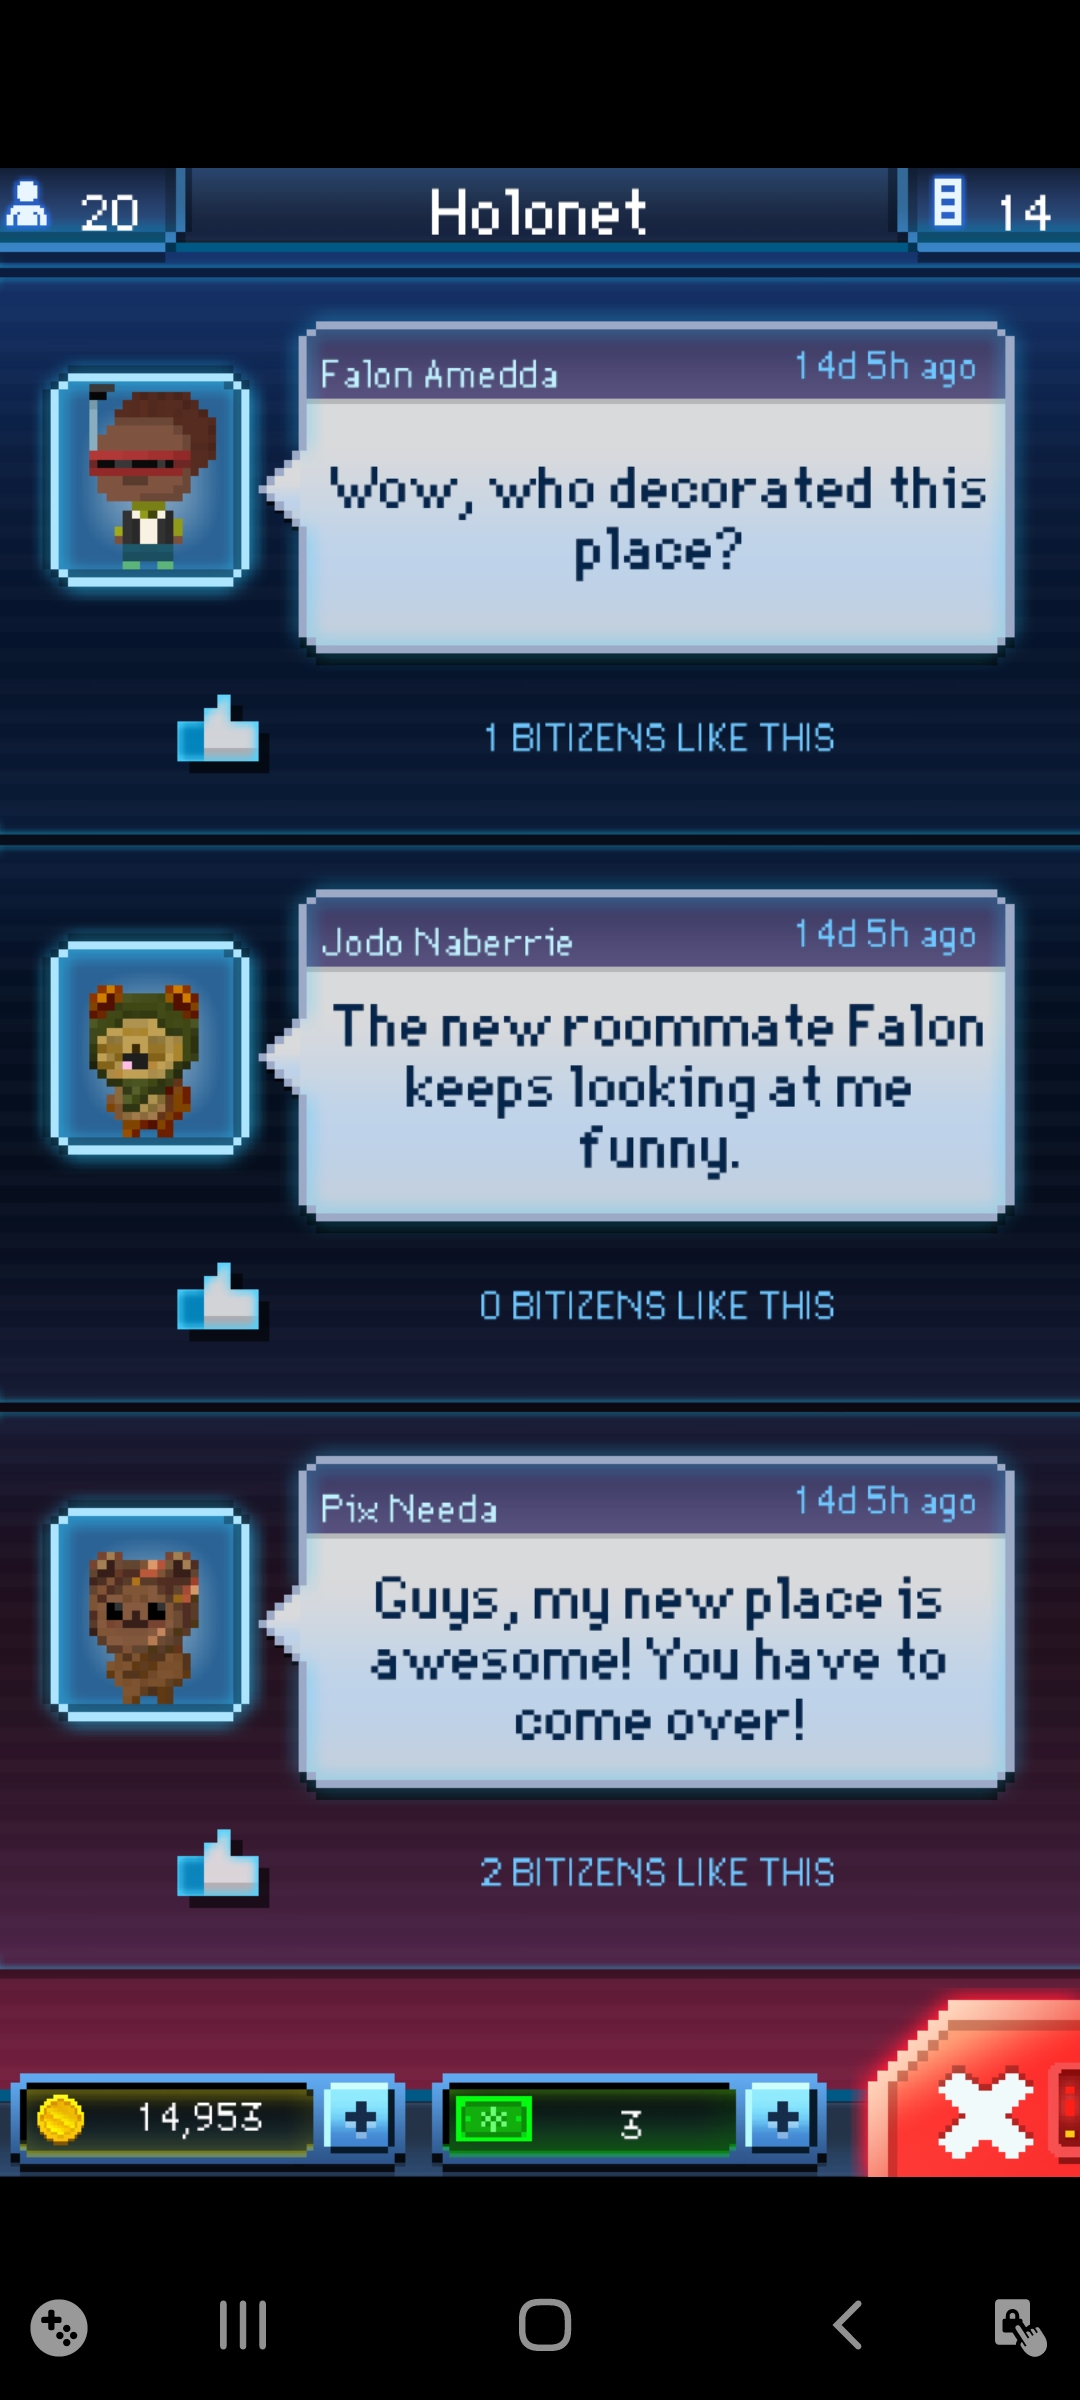 20 Holonet 14
Falon Amedda 14d 5h ago
Wow, who decorated this
place?
1 BITIZENS LIKE THIS
Jodo Naberrie 14d 5h ago
The new roommate Falon
keeps looking at me
funny.
0 BITIZENS LIKE THIS
Pix Needa 14d 5h ago
Guys, my new place is
awesome! You have to
come over!
2 BITIZENS LIKE THIS
14,953 + 3 +